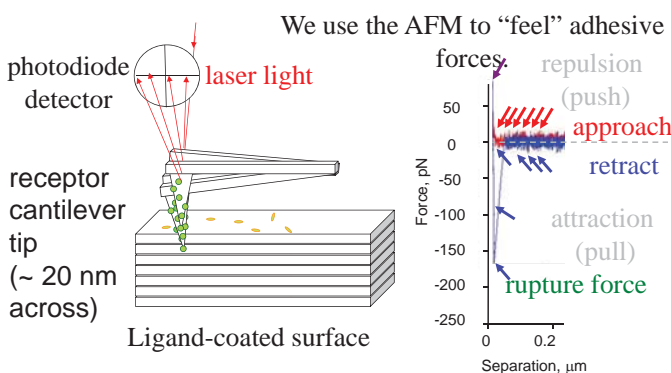 We use the AFM to “feel” adhesive
forces.
photodiode
detector
laser light
receptor
cantilever
tip
(~ 20 nm
across)
Ligand-coated surface
repulsion
(push)
approach
retract
attraction
(pull)
rupture force
Force, pN
50
0
-50
-100
-150
-200
-250
0
0.2
Separation, μm